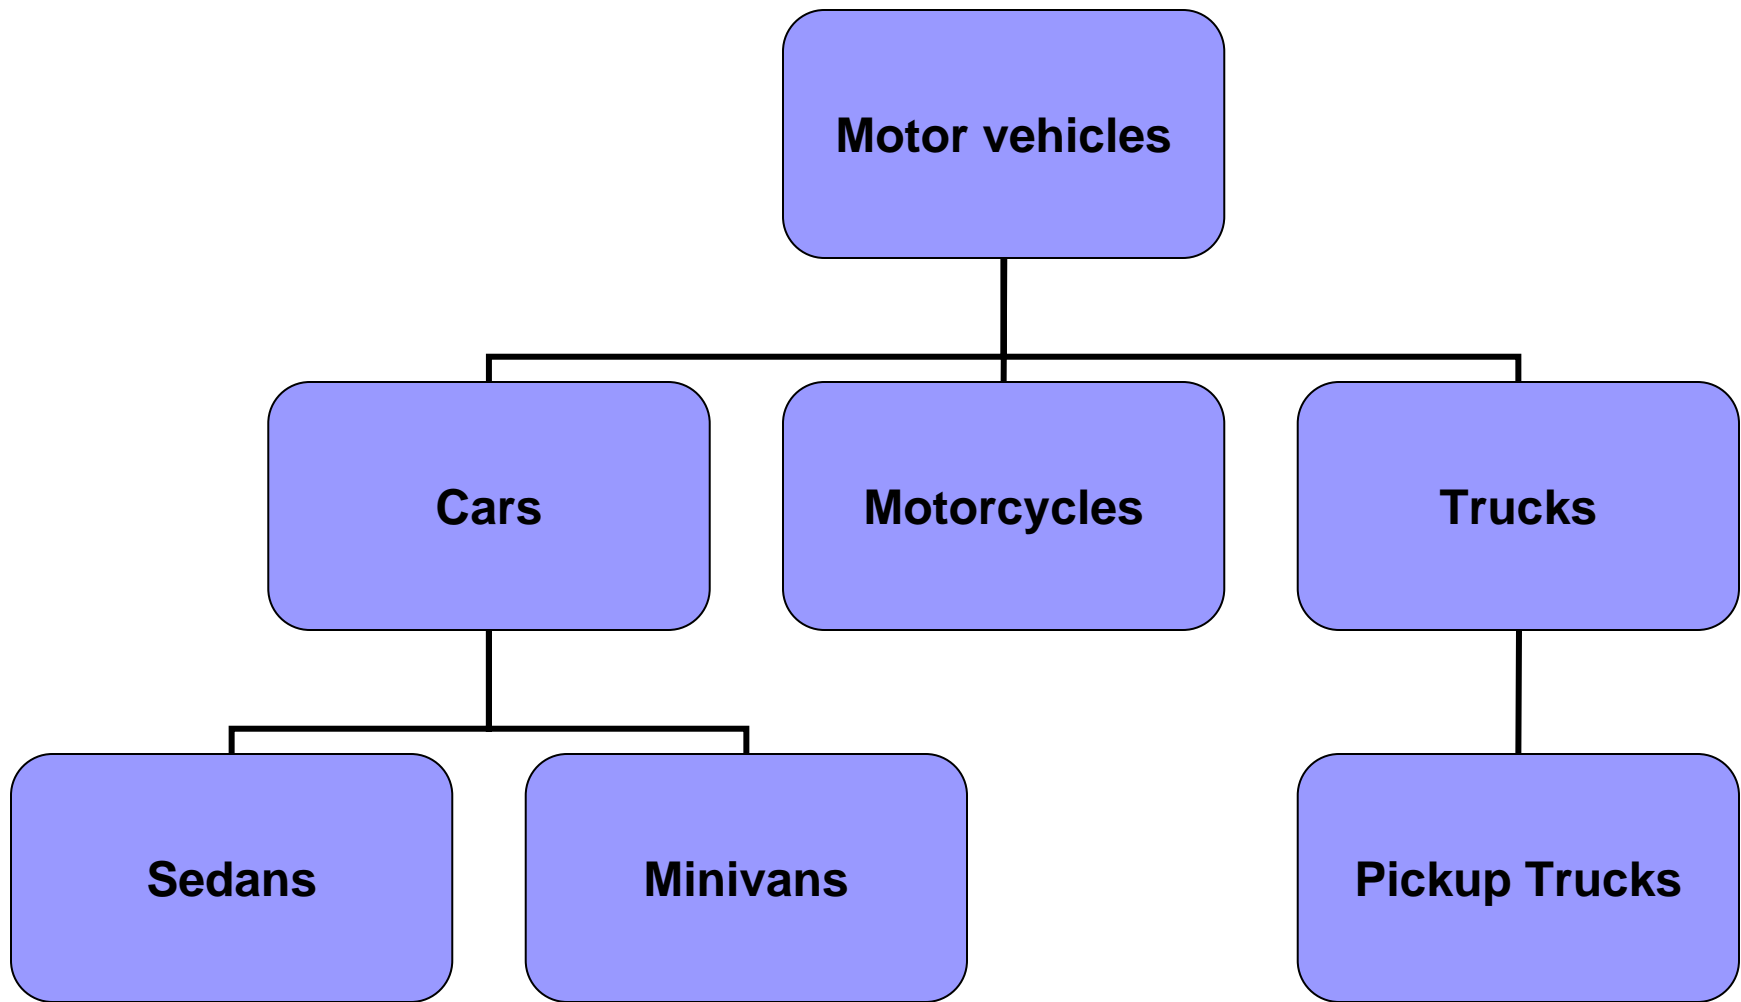 Motor vehicles
Cars
Motorcycles
Trucks
Sedans
Minivans
Pickup Trucks